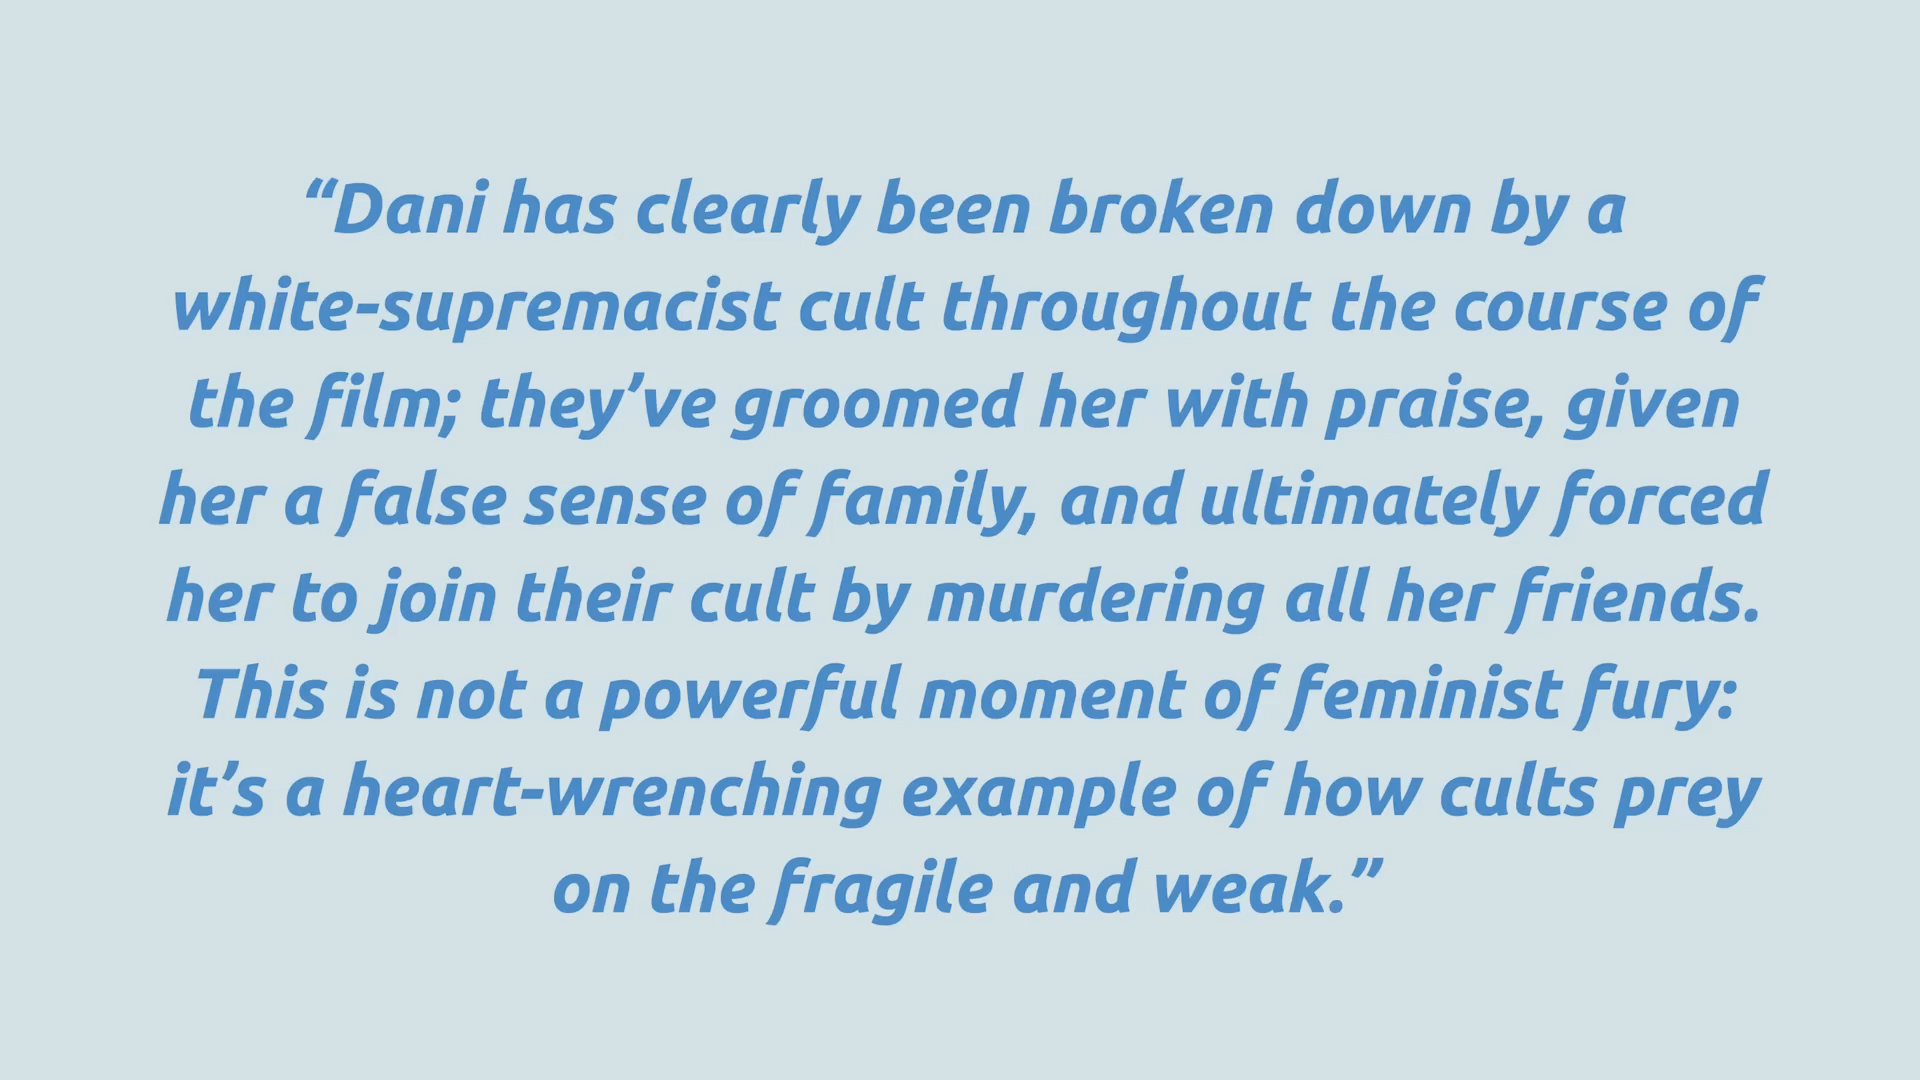 “Dani has clearly been broken down by a
white-supremacist cult throughout the course of
the film; they’ve groomed her with praise, given
her a false sense of family, and ultimately forced
her to join their cult by murdering all her friends.
This is not a powerful moment of feminist fury:
it’s a heart-wrenching example of how cults prey
on the fragile and weak.”